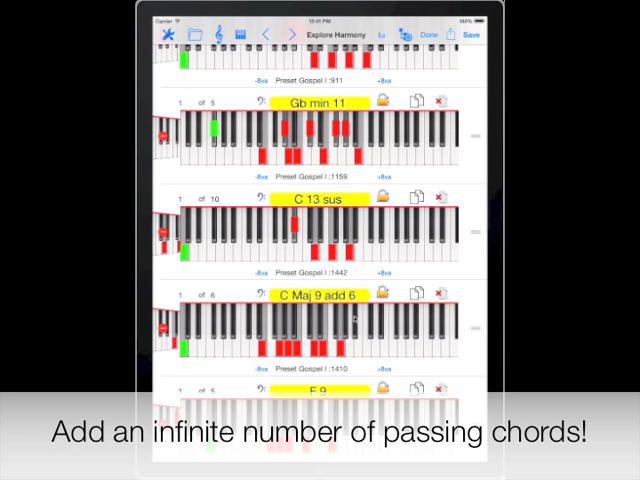 Carrier 12:41 PM 100%
Explore Harmony Done Save
-8va Preset Gospel I :911 +8va
1 of 5 Gb min 11
-8va Preset Gospel I :1159 +8va
1 of 10 C 13 sus
-8va Preset Gospel I :1442 +8va
1 of 6 C Maj 9 add 6
-8va Preset Gospel I :1410 +8va
1 of 5 F 9
Add an infinite number of passing chords!